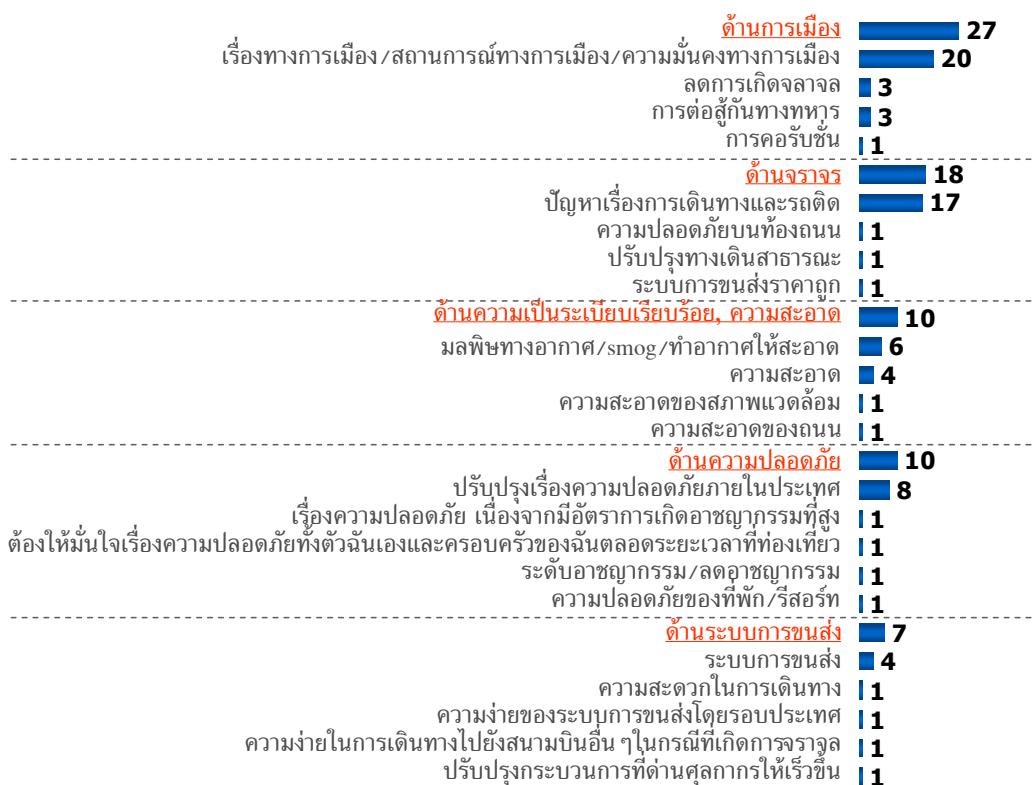 ด้านการเมือง 27
เรื่องทางการเมือง/สถานการณ์ทางการเมือง/ความมั่นคงทางการเมือง 20
ลดการเกิดจลาจล 3
การต่อสู้กันทางทหาร 3
การคอรับชั่น 1
ด้านจราจร 18
ปัญหาเรื่องการเดินทางและรถติด 17
ความปลอดภัยบนท้องถนน 1
ปรับปรุงทางเดินสาธารณะ 1
ระบบการขนส่งราคาถูก 1
ด้านความเป็นระเบียบเรียบร้อย, ความสะอาด 10
มลพิษทางอากาศ/smog/ทำอากาศให้สะอาด 6
ความสะอาด 4
ความสะอาดของสภาพแวดล้อม 1
ความสะอาดของถนน 1
ด้านความปลอดภัย 10
ปรับปรุงเรื่องความปลอดภัยภายในประเทศ 8
เรื่องความปลอดภัย เนื่องจากมีอัตราการเกิดอาชญากรรมที่สูง 1
ต้องให้มั่นใจเรื่องความปลอดภัยทั้งตัวฉันเองและครอบครัวของฉันตลอดระยะเวลาที่ท่องเที่ยว 1
ระดับอาชญากรรม/ลดอาชญากรรม 1
ความปลอดภัยของที่พัก/รีสอร์ท 1
ด้านระบบการขนส่ง 7
ระบบการขนส่ง 4
ความสะดวกในการเดินทาง 1
ความง่ายของระบบการขนส่งโดยรอบประเทศ 1
ความง่ายในการเดินทางไปยังสนามบินอื่น ๆในกรณีที่เกิดการจราจล 1
ปรับปรุงกระบวนการที่ด่านศุลกากรให้เร็วขึ้น 1